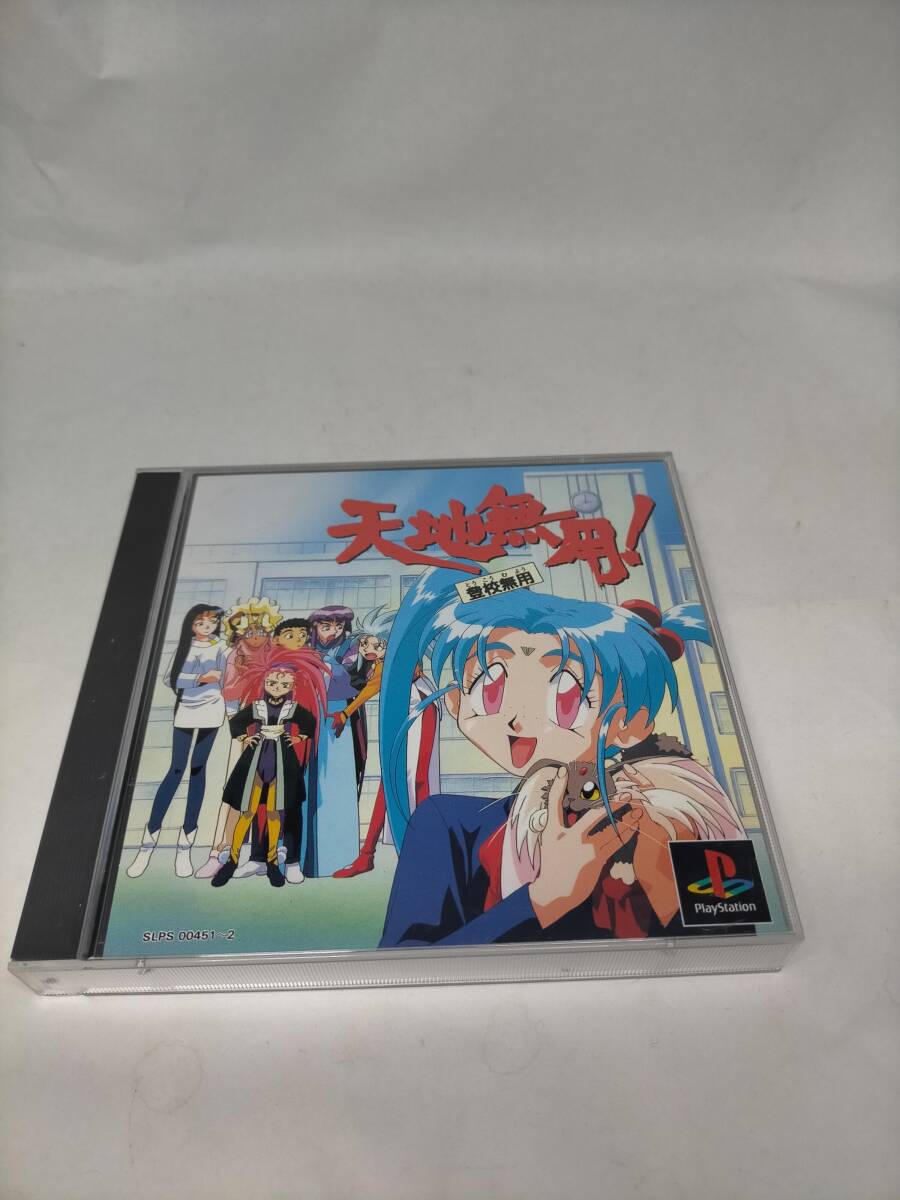 天地無用!
とうこうむよう
登校無用
PlayStation
SLPS 00451~2